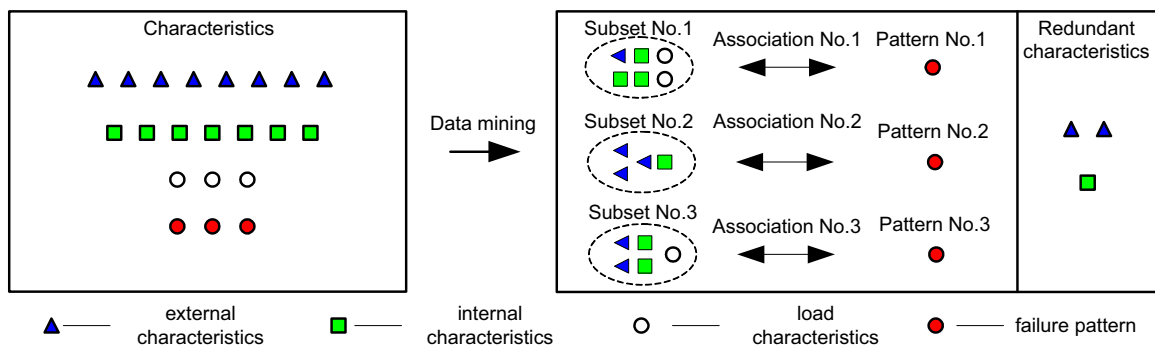 Characteristics
Data mining
Subset No.1
Association No.1
Pattern No.1
Subset No.2
Association No.2
Pattern No.2
Subset No.3
Association No.3
Pattern No.3
Redundant
characteristics
external
characteristics
internal
characteristics
load
characteristics
failure pattern